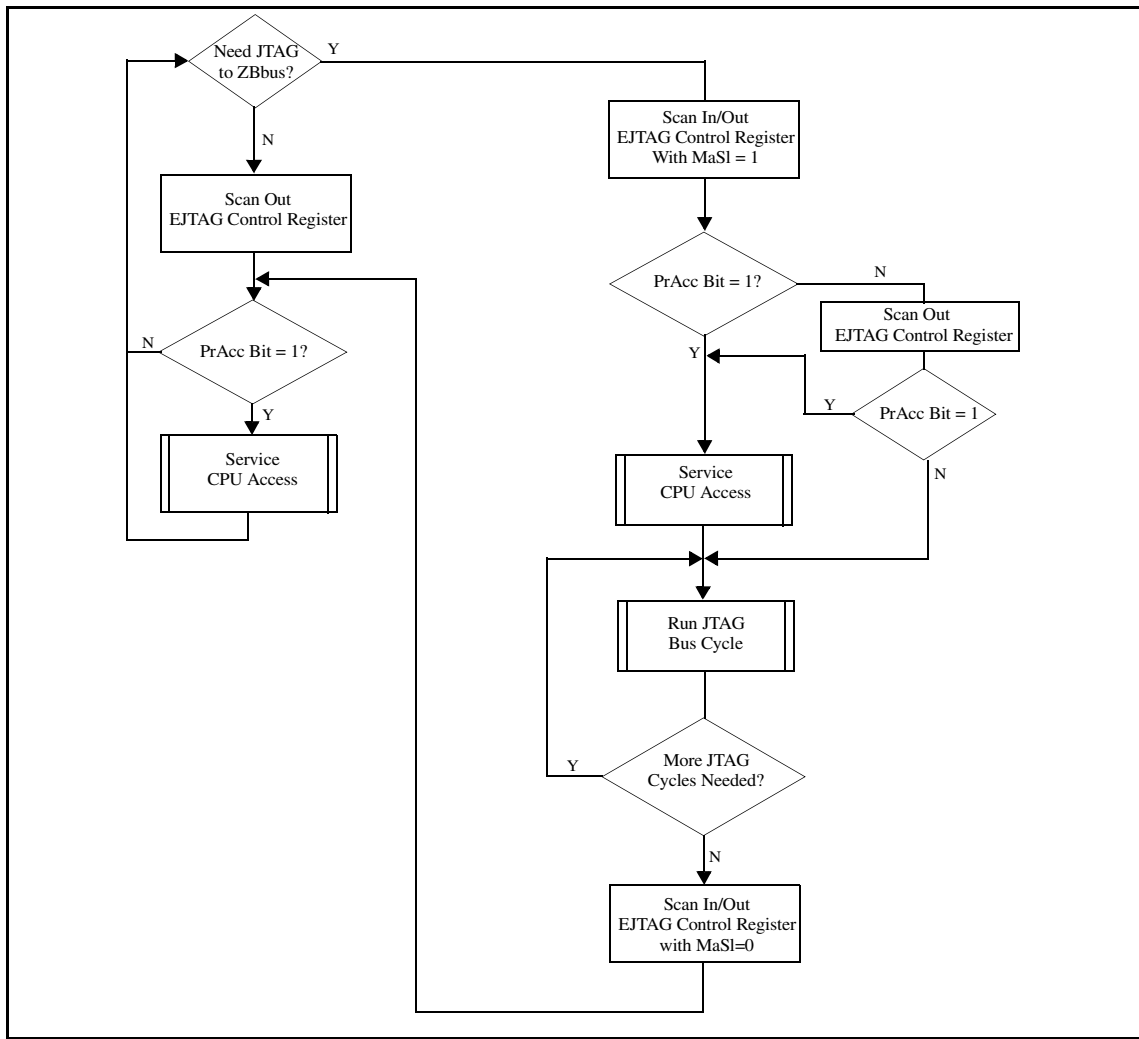 Need JTAG
to ZBbus?
Y
N
Scan Out
EJTAG Control Register
PrAcc Bit = 1?
N
Y
Service
CPU Access
Scan In/Out
EJTAG Control Register
With MaSl = 1
PrAcc Bit = 1?
N
Y
Scan Out
EJTAG Control Register
PrAcc Bit = 1
Y
N
Service
CPU Access
Run JTAG
Bus Cycle
More JTAG
Cycles Needed?
Y
N
Scan In/Out
EJTAG Control Register
with MaSl=0